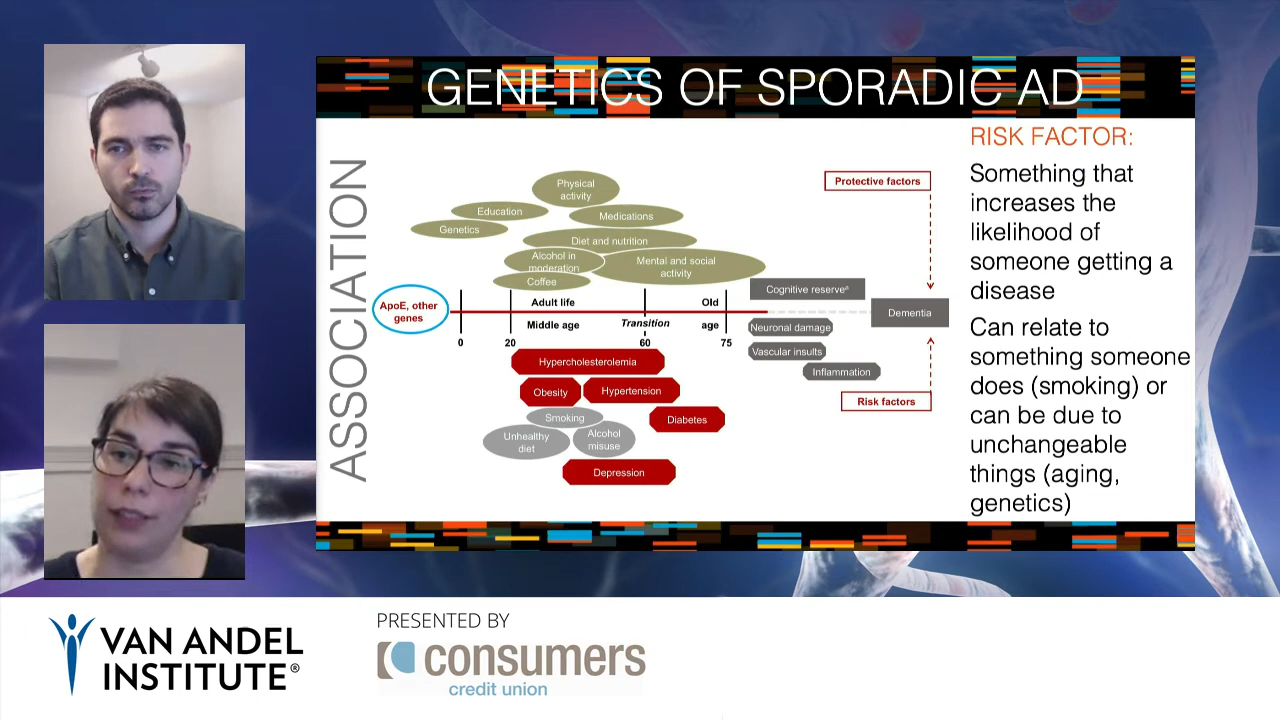 GENETICS OF SPORADIC AD
ASSOCIATION
Physical
activity
Education
Medications
Genetics
Diet and nutrition
Alcohol in
moderation
Mental and social
activity
Coffee
Protective factors
Cognitive reserveª
ApoE, other
genes
Adult life
Old
Middle age
Transition
age
0
20
60
75
Dementia
Neuronal damage
Vascular insults
Inflammation
Hypercholesterolemia
Obesity
Hypertension
Smoking
Diabetes
Unhealthy
diet
Alcohol
misuse
Depression
Risk factors
RISK FACTOR:
Something that
increases the
likelihood of
someone getting a
disease
Can relate to
something someone
does (smoking) or
can be due to
unchangeable
things (aging,
genetics)
VAN ANDEL
INSTITUTE®
PRESENTED BY
consumers
credit union